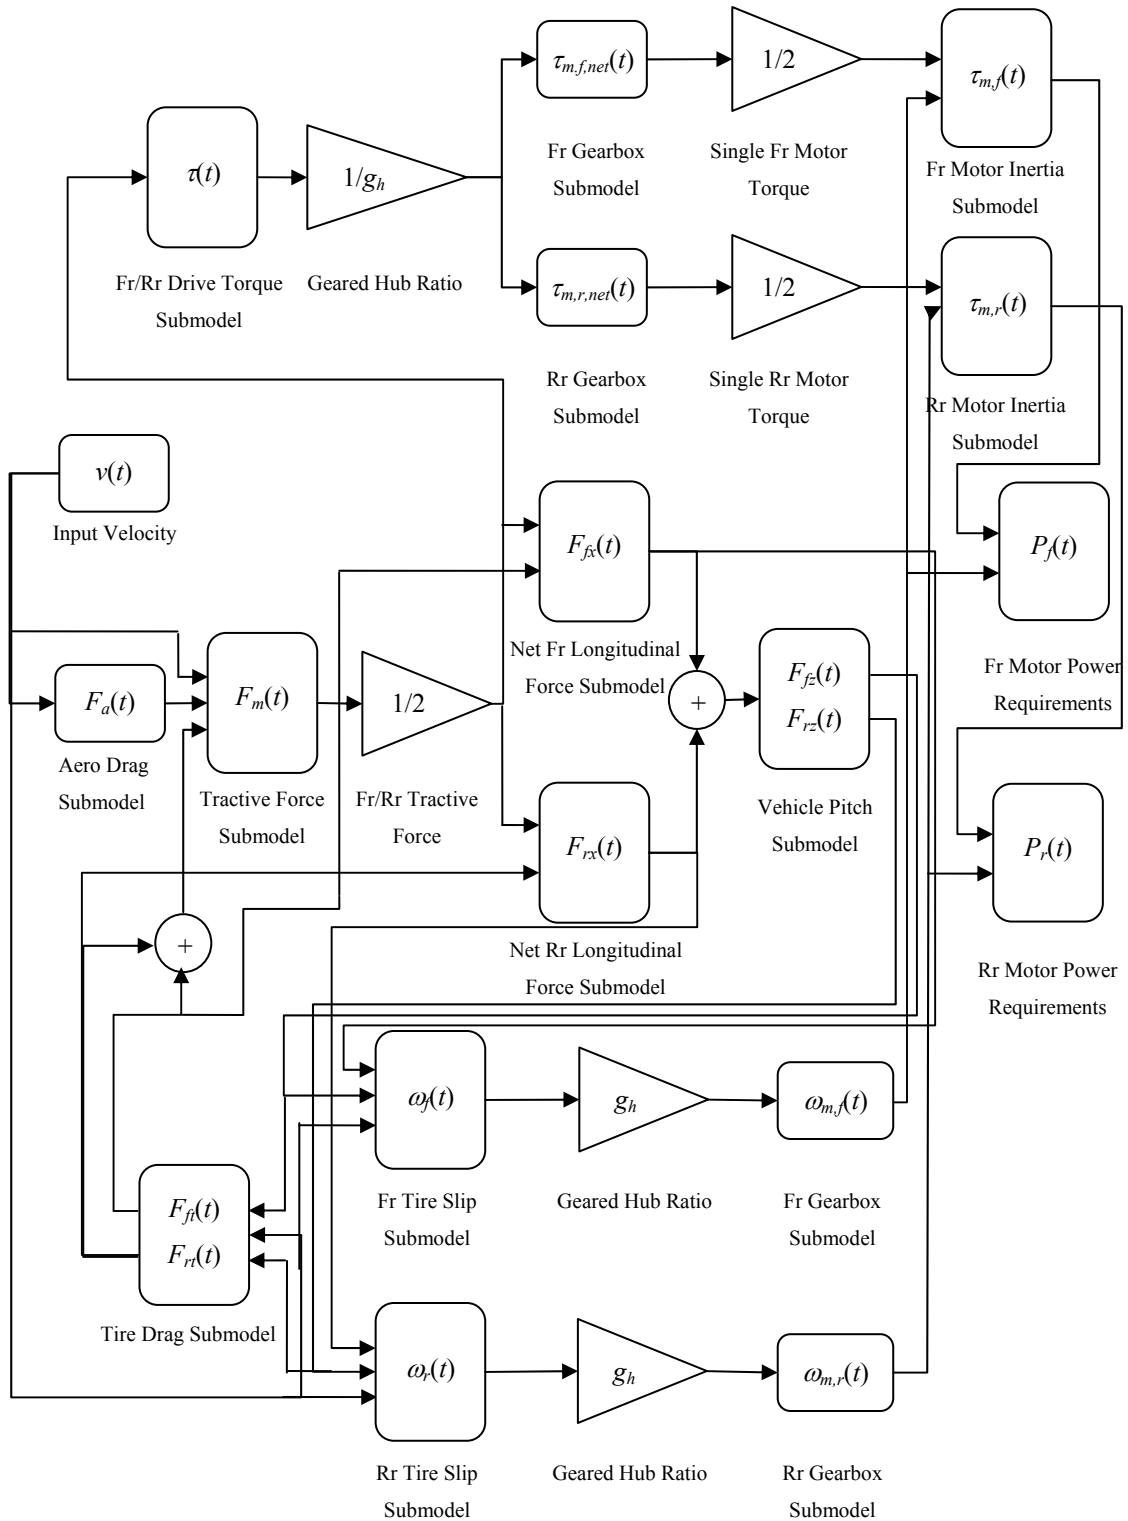 τ(t)
Fr/Rr Drive Torque
Submodel
1/gh
Geared Hub Ratio
τm.f,net(t)
Fr Gearbox
Submodel
1/2
Single Fr Motor
Torque
τm,f(t)
Fr Motor Inertia
Submodel
τm,r,net(t)
Rr Gearbox
Submodel
1/2
Single Rr Motor
Torque
τm,r(t)
Rr Motor Inertia
Submodel
v(t)
Input Velocity
Ffx(t)
Net Fr Longitudinal
Force Submodel
Pf(t)
Fr Motor Power
Requirements
Fa(t)
Aero Drag
Submodel
Fm(t)
Tractive Force
Submodel
1/2
Fr/Rr Tractive
Force
+
Ffz(t)
Frz(t)
Vehicle Pitch
Submodel
Frx(t)
Net Rr Longitudinal
Force Submodel
Pr(t)
Rr Motor Power
Requirements
+
ωf(t)
Fr Tire Slip
Submodel
gh
Geared Hub Ratio
ωm,f(t)
Fr Gearbox
Submodel
Fft(t)
Frt(t)
Tire Drag Submodel
ωr(t)
Rr Tire Slip
Submodel
gh
Geared Hub Ratio
ωm,r(t)
Rr Gearbox
Submodel